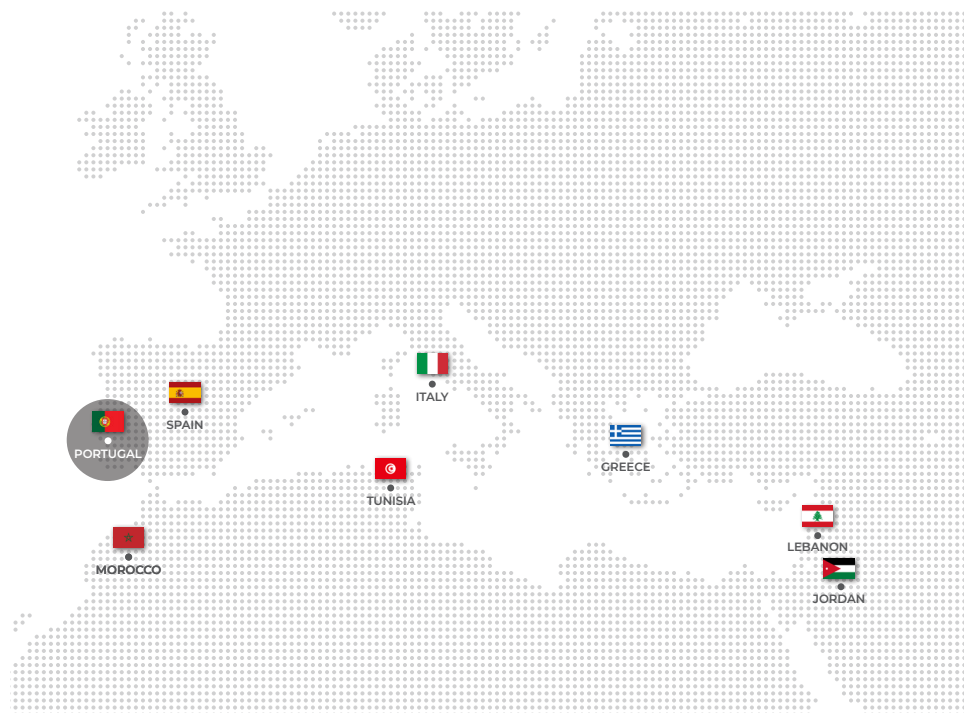 ITALY
SPAIN
PORTUGAL
GREECE
TUNISIA
LEBANON
MOROCCO
JORDAN